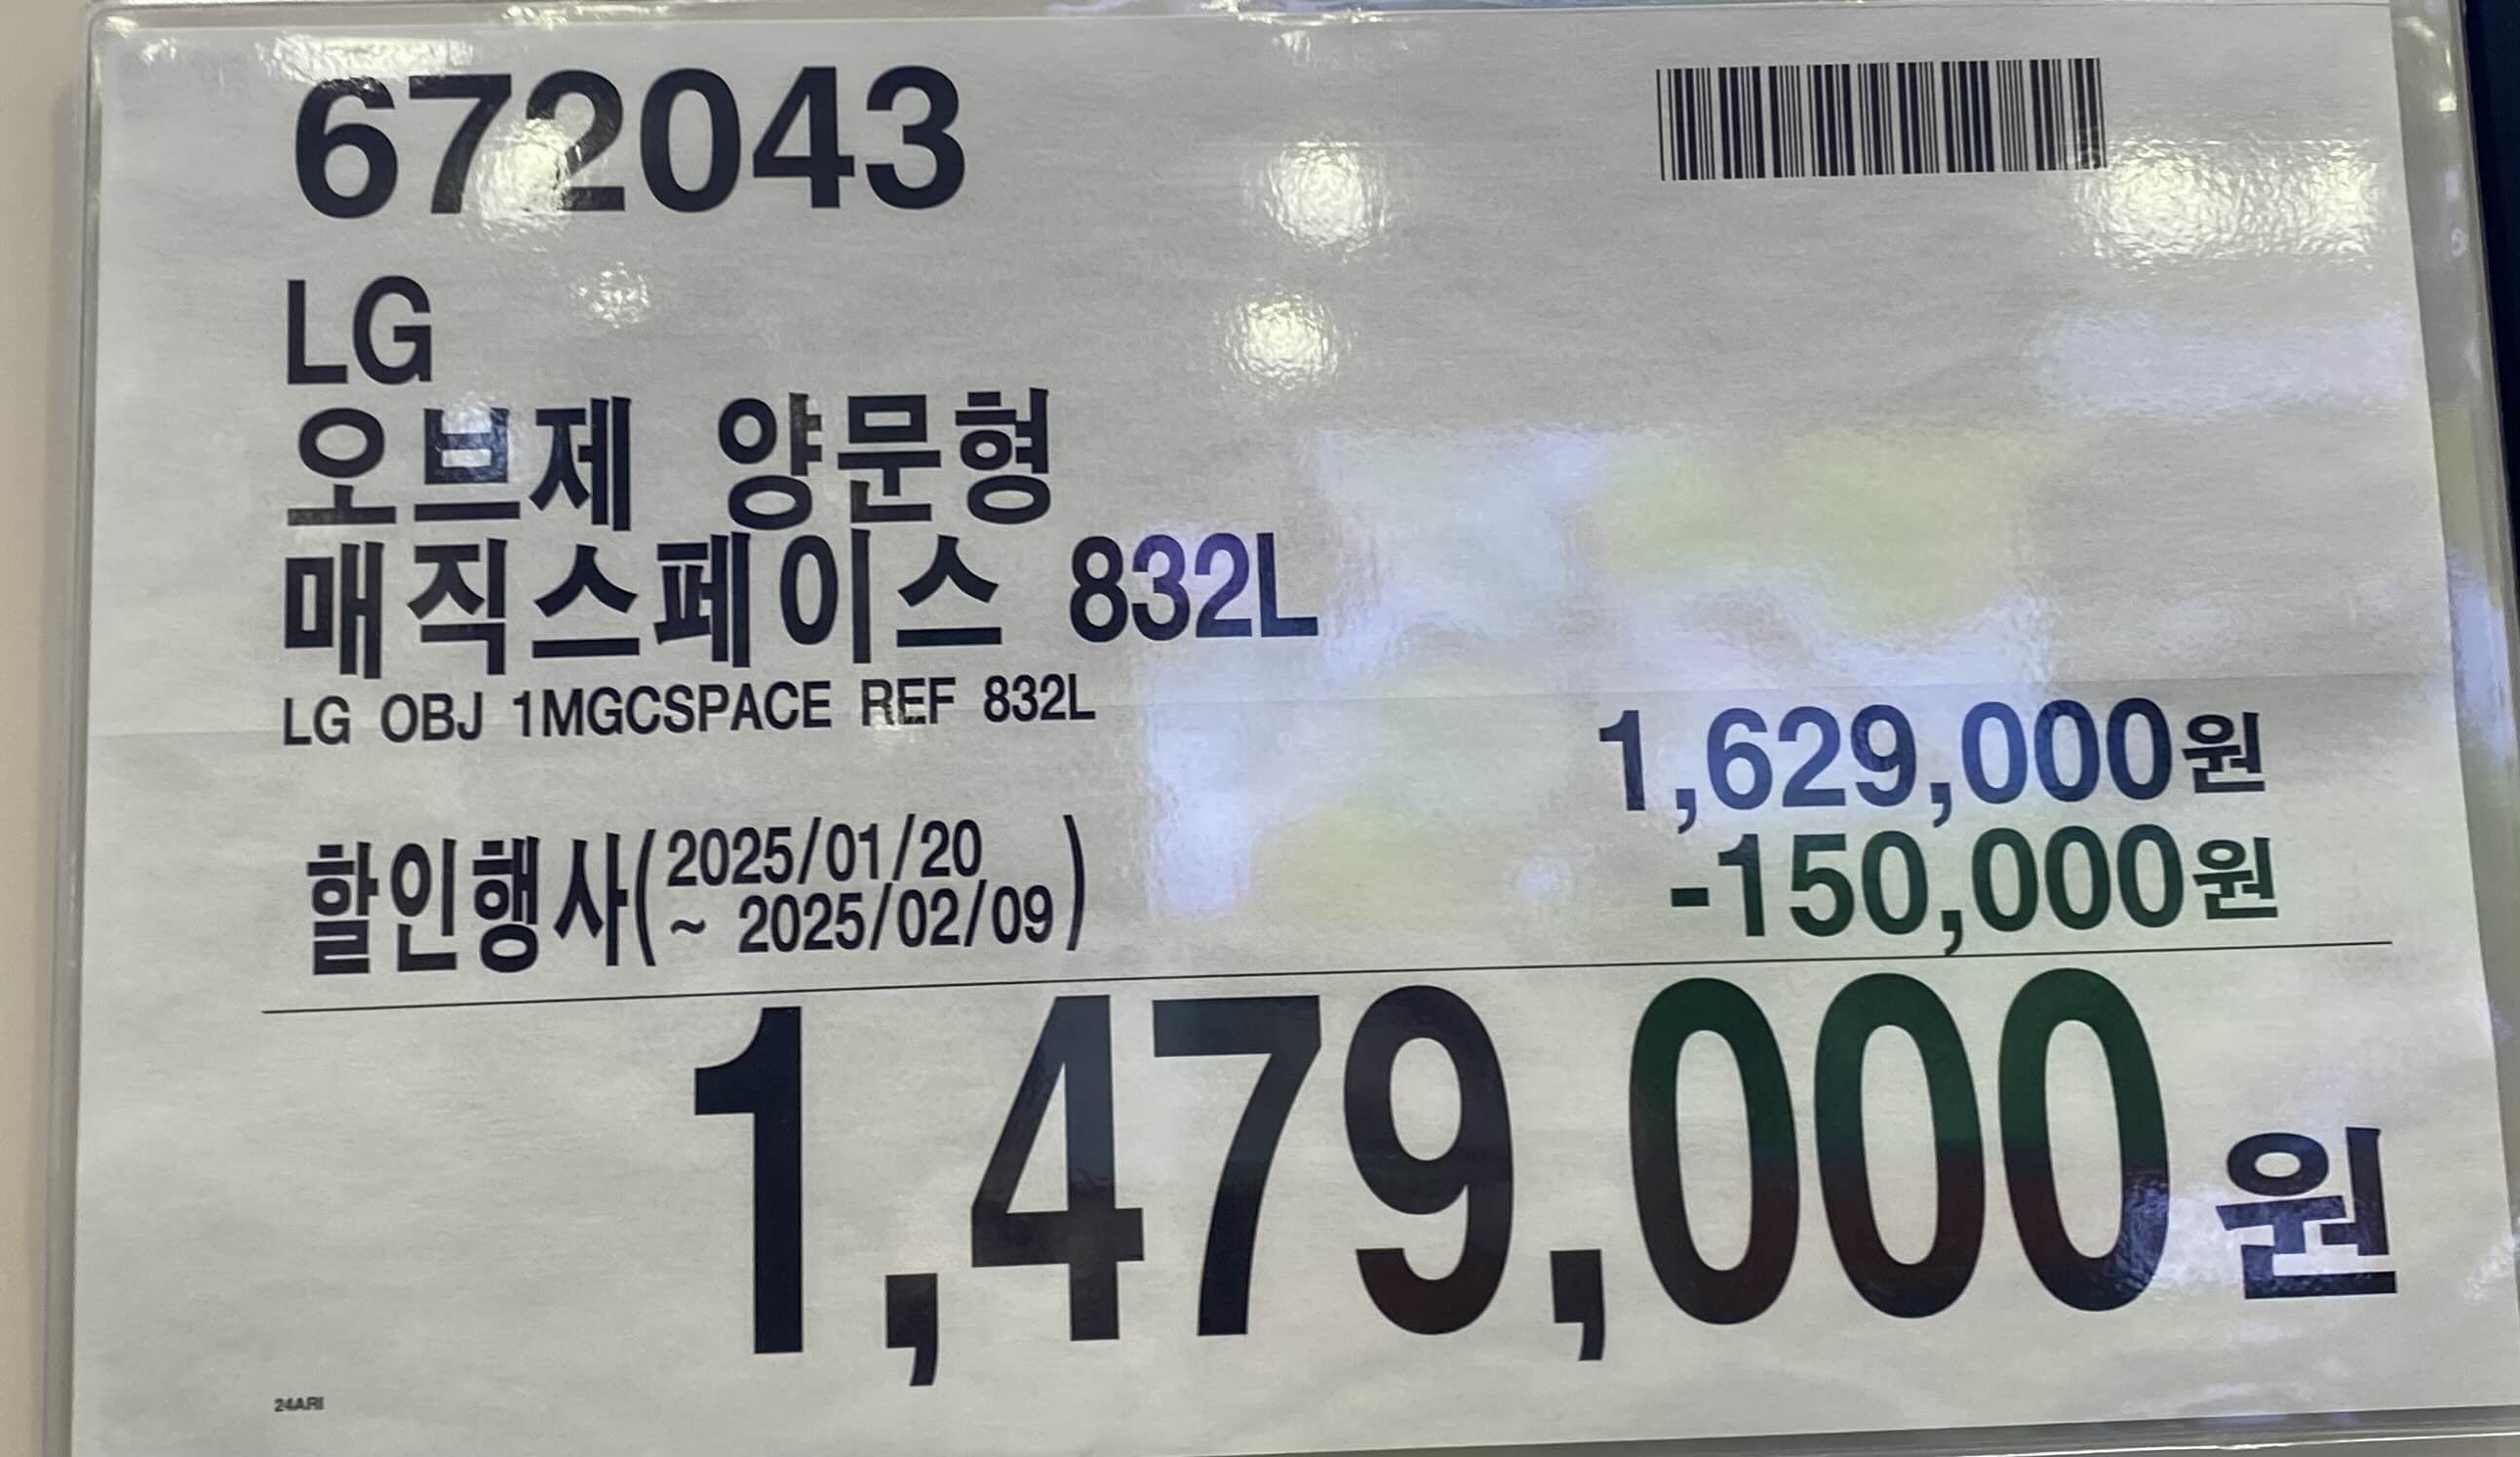 672043
LG
오브제 양문형
매직스페이스 832L
LG OBJ 1MGCSPACE REF 832L
1,629,000원
할인행사(2025/01/20
~ 2025/02/09)
-150,000원
1,479,000원
24ARI